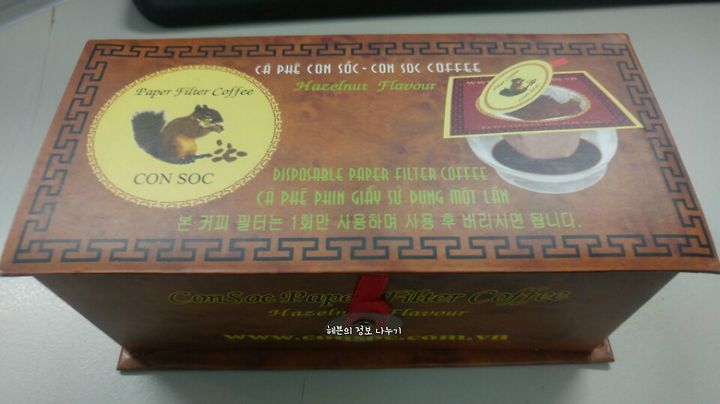 CÀ PHÊ CON SÓC - CON SOC COFFEE
Hazelnut Flavour
Paper Filter Coffee
CON SOC
DISPOSABLE PAPER FILTER COFFEE
CÀ PHÊ PHIN GIẤY SỬ DỤNG MỘT LẦN
본 커피 필터는 1회만 사용하며 사용 후 버리시면 됩니다.
ConSoc Paper Filter Coffee
Hazelnut Flavour
헤븐의 정보 나누기
www.consoc.com.vn